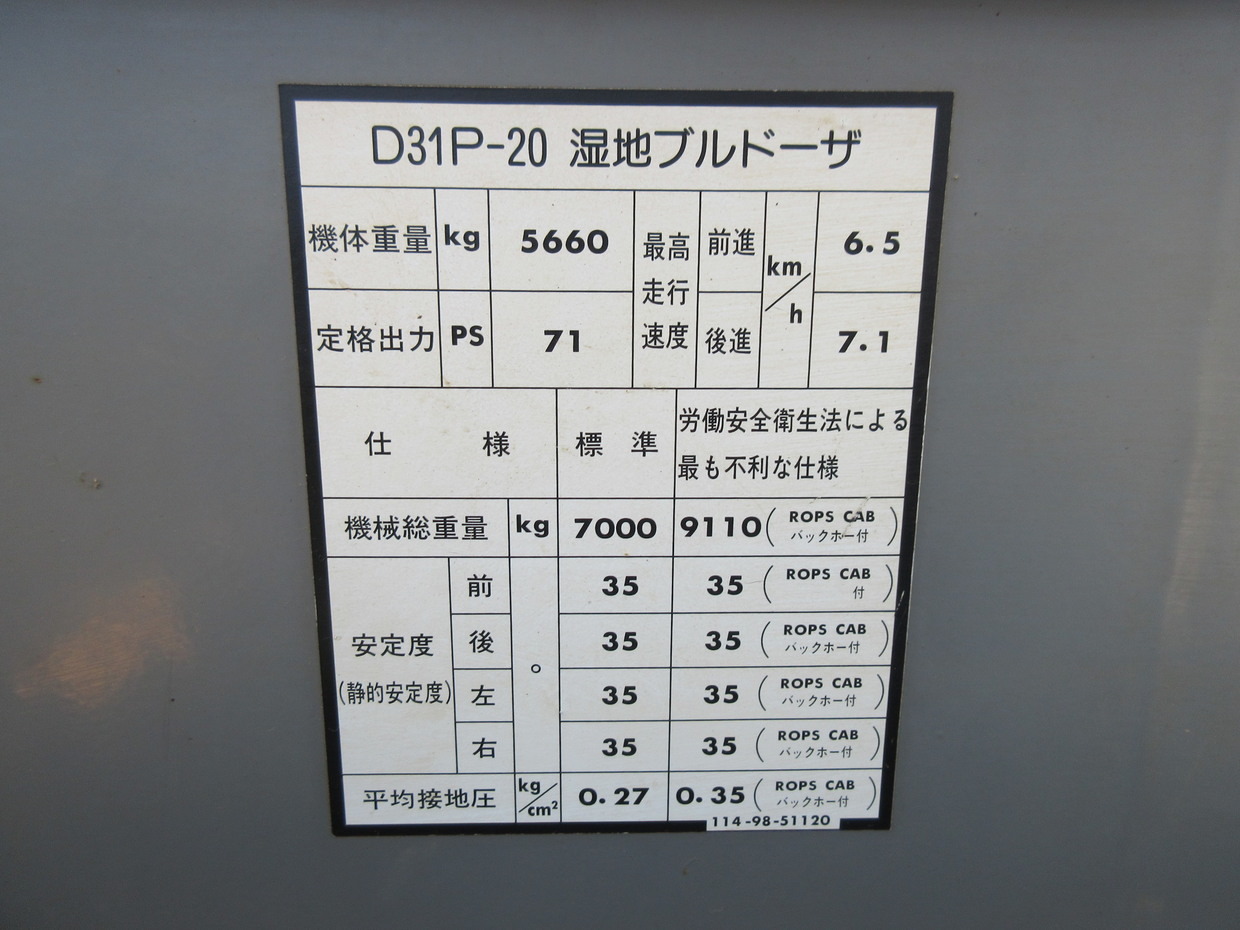 D31P-20 湿地ブルドーザ
機体重量 kg 5660
定格出力 PS 71
最高
走行
速度
前進 6.5
km/h
後進 7.1
仕様 標準 労働安全衛生法による
最も不利な仕様
機械総重量 kg 7000 9110 (ROPS CAB
バックホー付)
安定度
(静的安定度)
°
前 35 35 (ROPS CAB
付)
後 35 35 (ROPS CAB
バックホー付)
左 35 35 (ROPS CAB
バックホー付)
右 35 35 (ROPS CAB
バックホー付)
平均接地圧 kg/cm² 0.27 0.35 (ROPS CAB
バックホー付)
114-98-51120